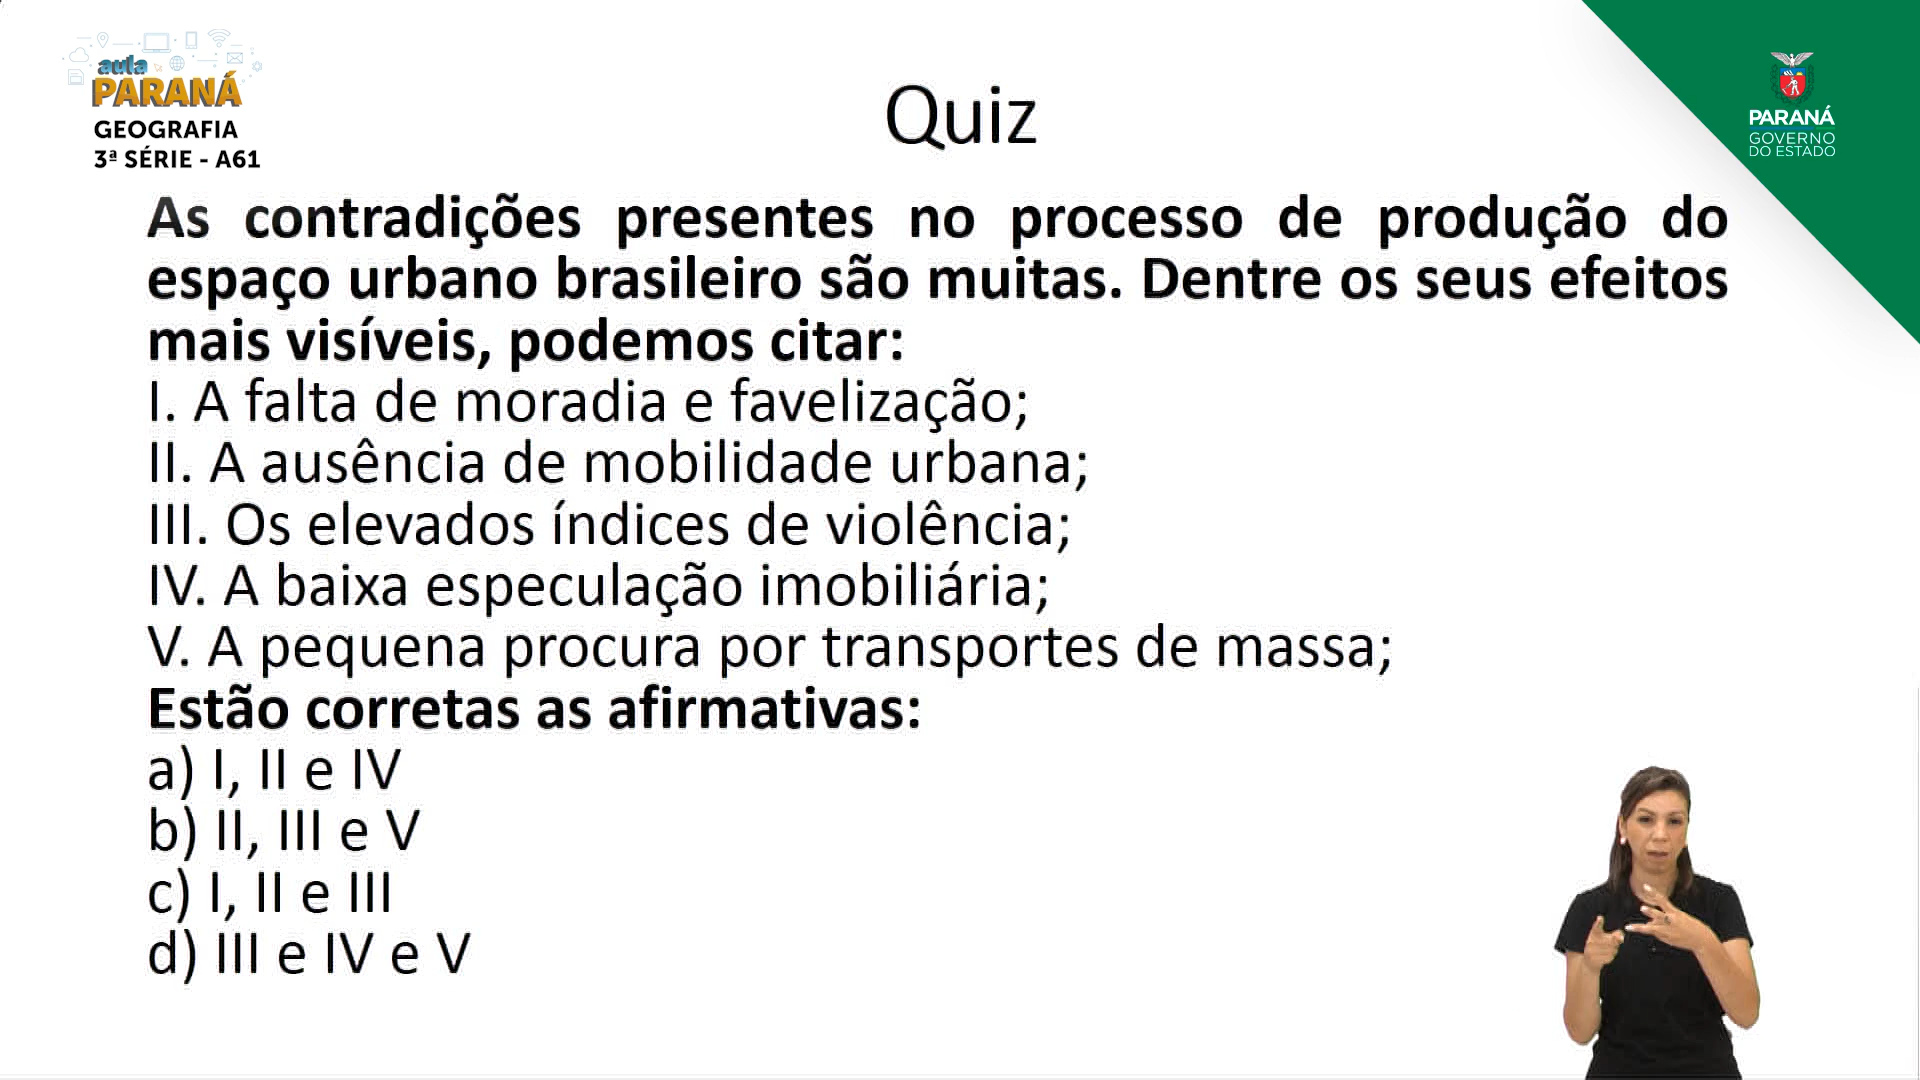 aula
PARANÁ
GEOGRAFIA
3ª SÉRIE - A61
Quiz
PARANÁ
GOVERNO
DO ESTADO
As contradições presentes no processo de produção do
espaço urbano brasileiro são muitas. Dentre os seus efeitos
mais visíveis, podemos citar:
I. A falta de moradia e favelização;
II. A ausência de mobilidade urbana;
III. Os elevados índices de violência;
IV. A baixa especulação imobiliária;
V. A pequena procura por transportes de massa;
Estão corretas as afirmativas:
a) I, II e IV
b) II, III e V
c) I, II e III
d) III e IV e V